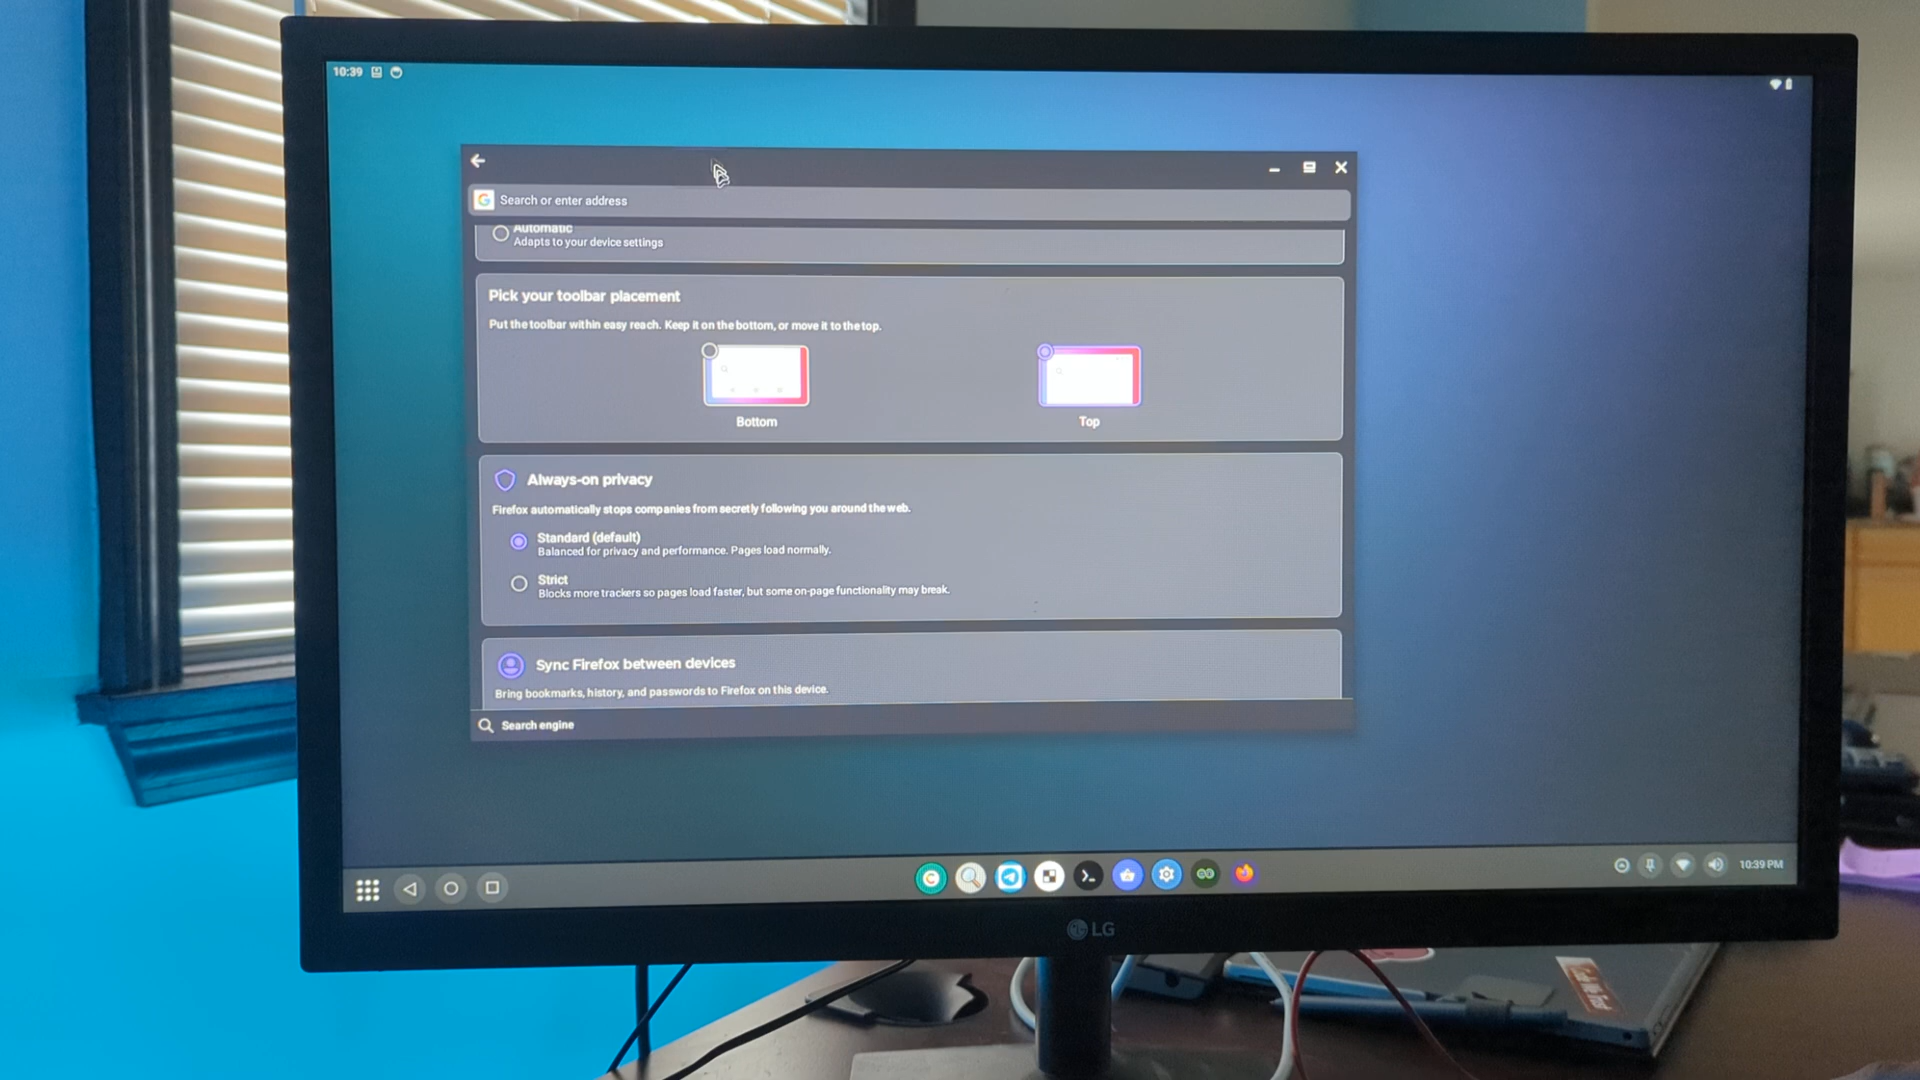 10:39
Search or enter address
Automatic
Adapts to your device settings
Pick your toolbar placement
Put the toolbar within easy reach. Keep it on the bottom, or move it to the top.
Bottom
Top
Always-on privacy
Firefox automatically stops companies from secretly following you around the web.
Standard (default)
Balanced for privacy and performance. Pages load normally.
Strict
Blocks more trackers so pages load faster, but some on-page functionality may break.
Sync Firefox between devices
Bring bookmarks, history, and passwords to Firefox on this device.
Search engine
10:39 PM
LG